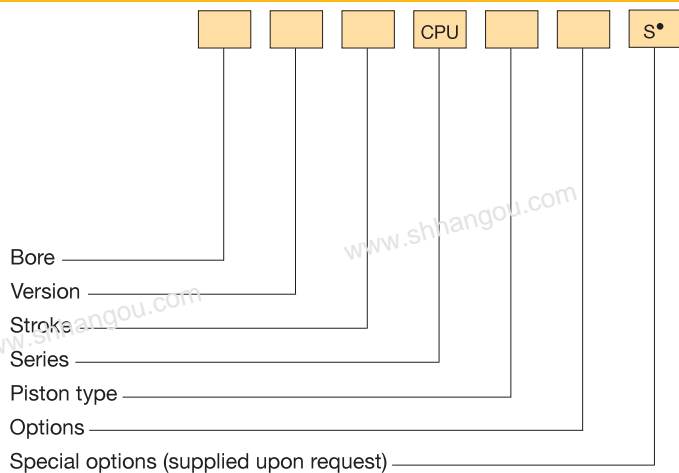 CPU
S•
www.shhangou.com
Bore
Version
www.shhangou.com
Stroke
Series
Piston type
Options
Special options (supplied upon request)